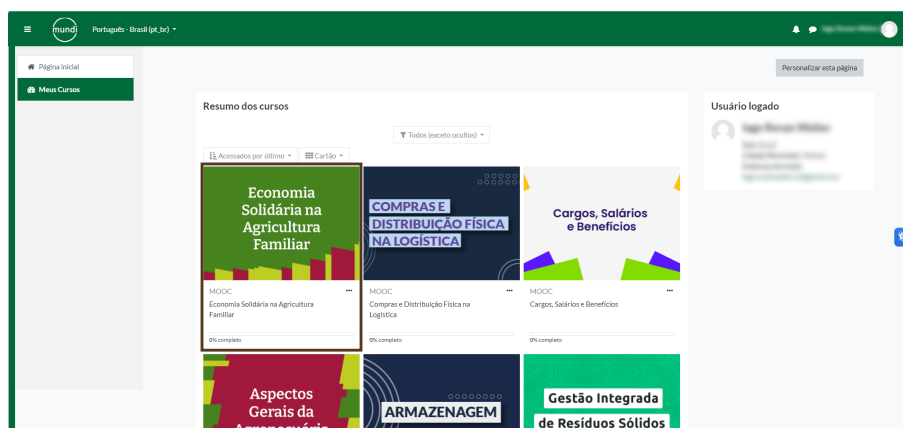 mundi
Português - Brasil (pt_br)
Página inicial
Meus Cursos
Personalizar esta página
Resumo dos cursos
Todos (exceto ocultos)
Acessados por último
Cartão
Economia
Solidária na
Agricultura
Familiar
MOOC
Economia Solidária na Agricultura
Familiar
0% completo
COMPRAS E
DISTRIBUIÇÃO FÍSICA
NA LOGÍSTICA
MOOC
Compras e Distribuição Física na
Logística
0% completo
Cargos, Salários
e Benefícios
MOOC
Cargos, Salários e Benefícios
0% completo
Aspectos
Gerais da
Agropecuária
ARMAZENAGEM
Gestão Integrada
de Resíduos Sólidos
Usuário logado